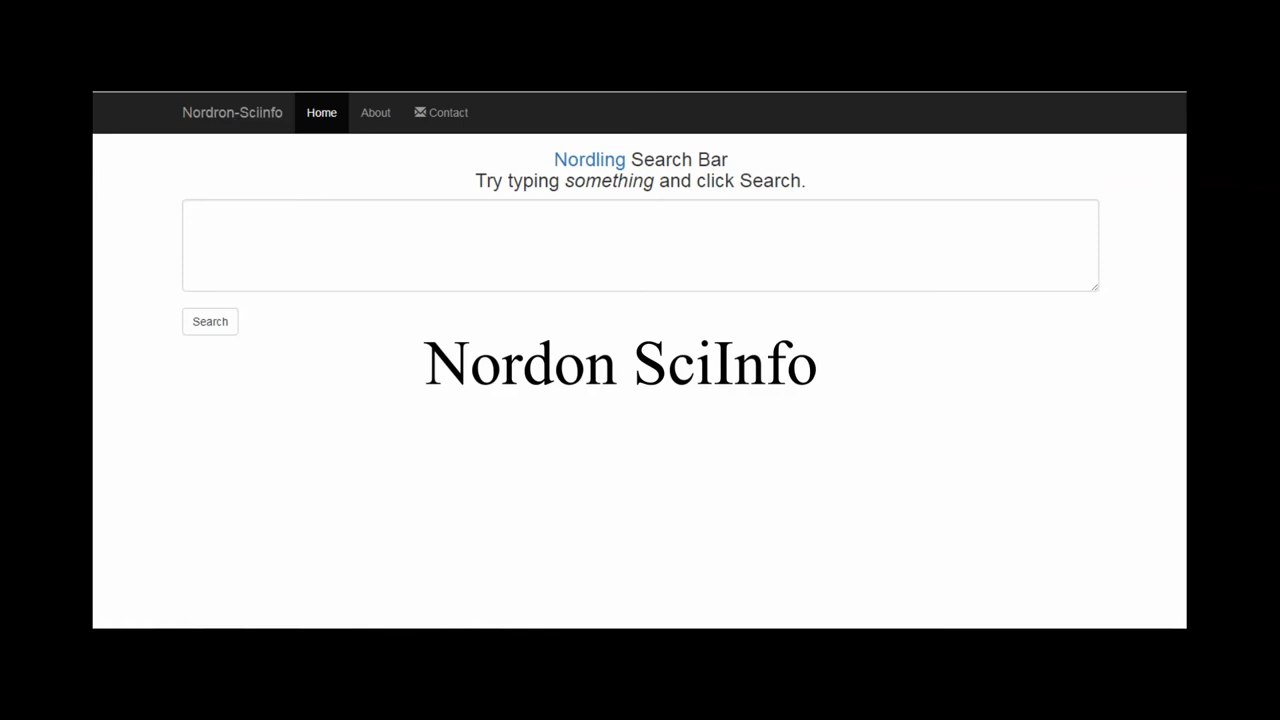 Nordron-Sciinfo Home About Contact
Nordling Search Bar
Try typing something and click Search.
Search
Nordon SciInfo